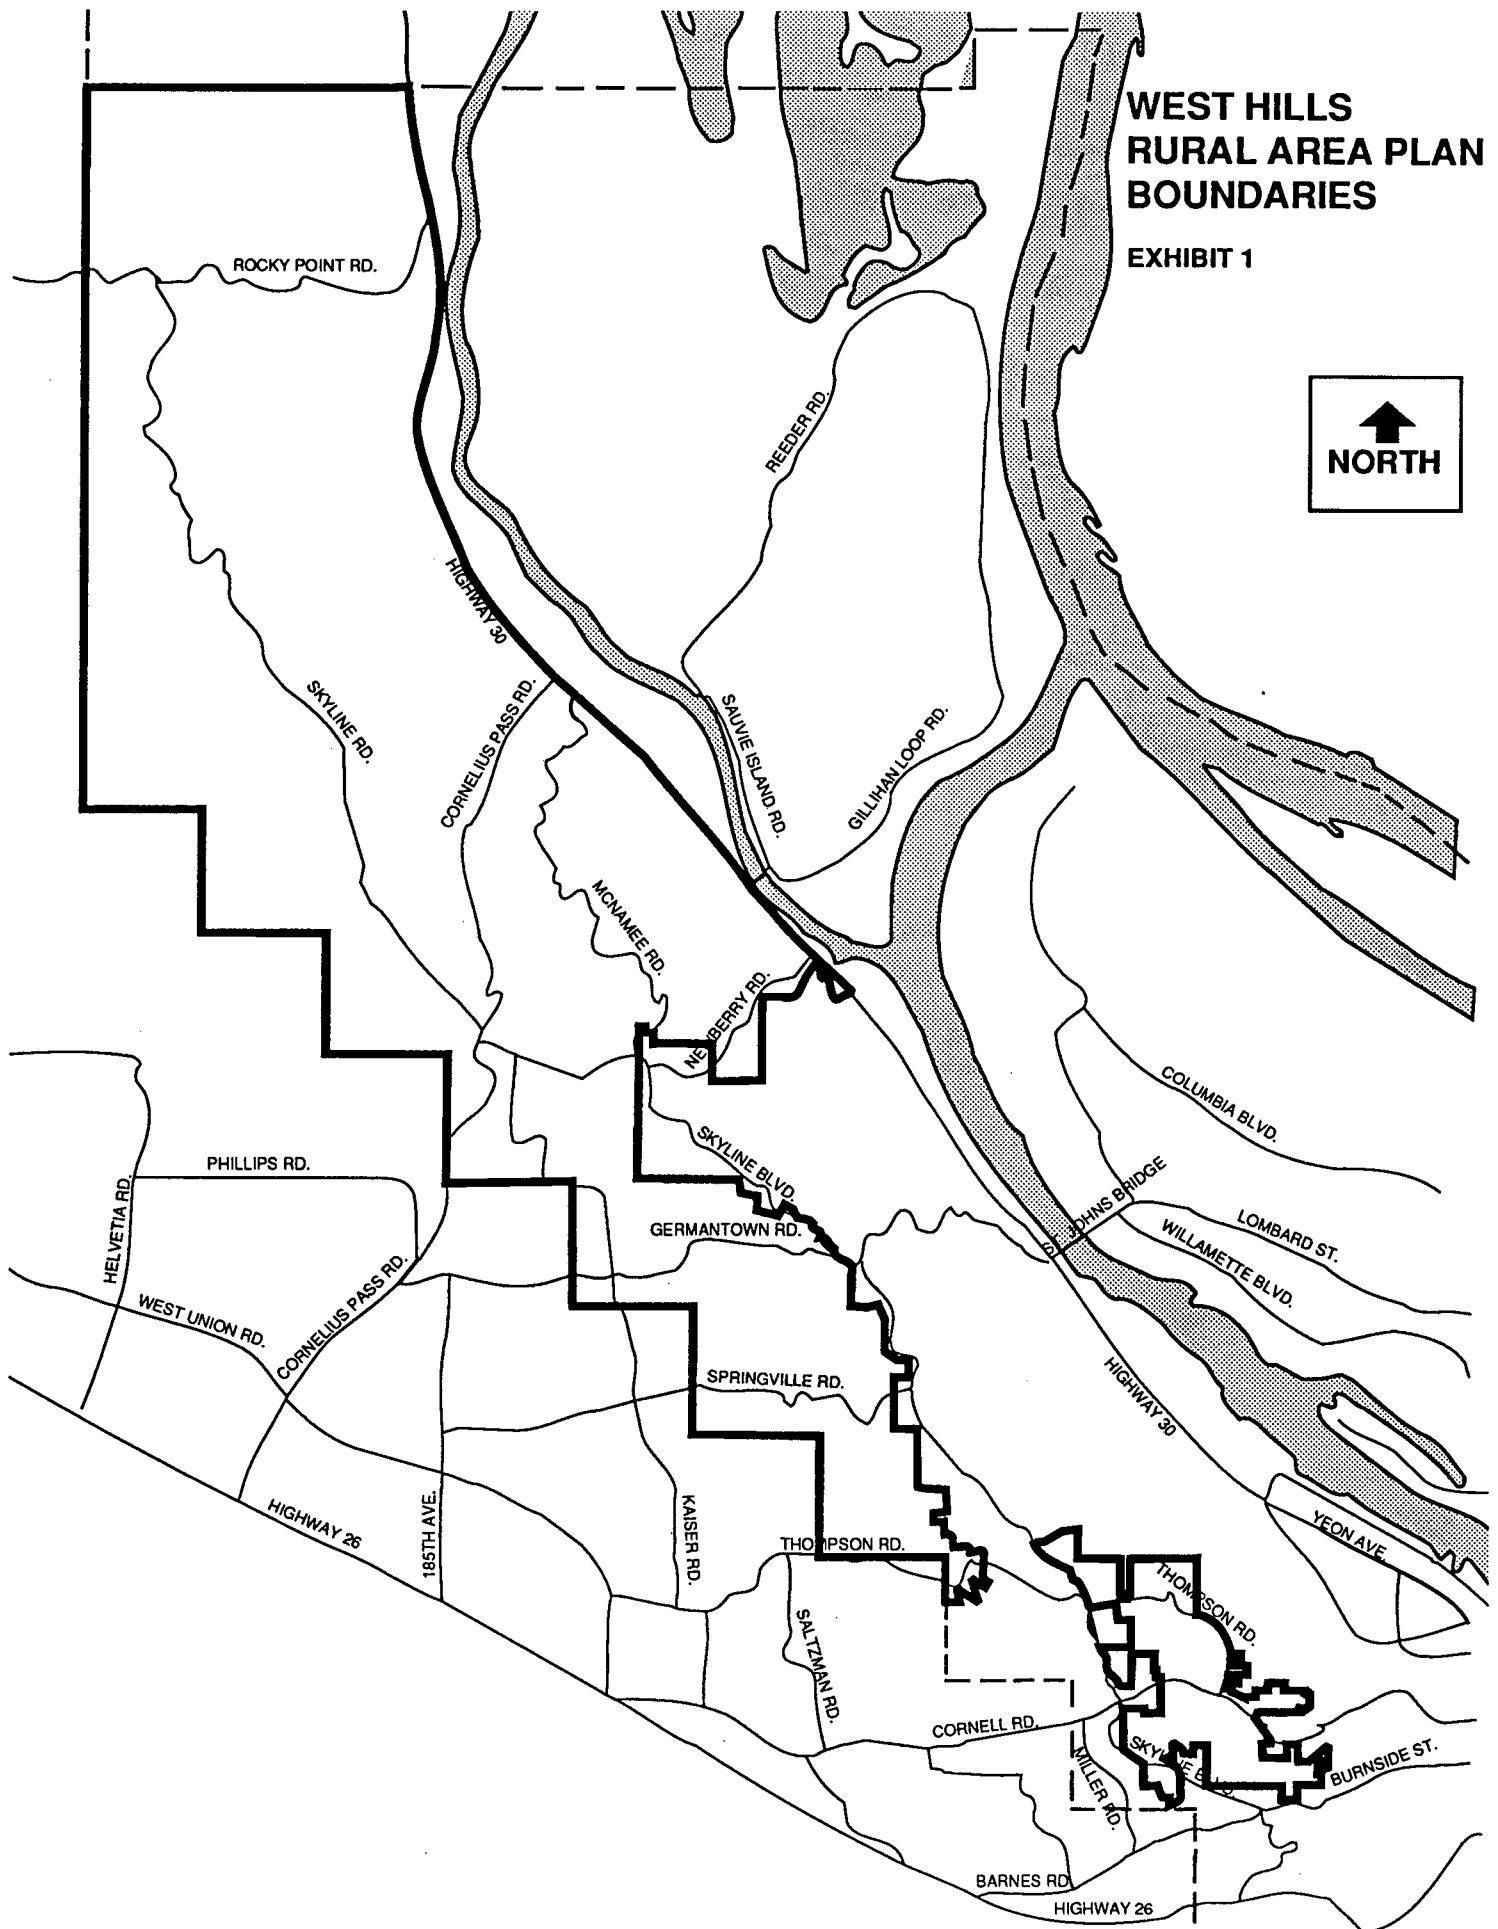 WEST HILLS
RURAL AREA PLAN
BOUNDARIES
EXHIBIT 1
NORTH
ROCKY POINT RD.
REEDER RD.
HIGHWAY 30
SKYLINE RD.
CORNELIUS PASS RD.
SAUVIE ISLAND RD.
GILLIHAN LOOP RD.
MCNAMEE RD.
NEWBERRY RD.
COLUMBIA BLVD.
SKYLINE BLVD.
PHILLIPS RD.
HELVETIA RD.
GERMANTOWN RD.
ST. JOHNS BRIDGE
LOMBARD ST.
WILLAMETTE BLVD.
WEST UNION RD.
CORNELIUS PASS RD.
SPRINGVILLE RD.
HIGHWAY 30
HIGHWAY 26
185TH AVE.
KAISER RD.
THOMPSON RD.
YEON AVE.
THOMPSON RD.
SALTZMAN RD.
CORNELL RD.
MILLER RD.
SKYLINE BLVD.
BURNSIDE ST.
BARNES RD.
HIGHWAY 26